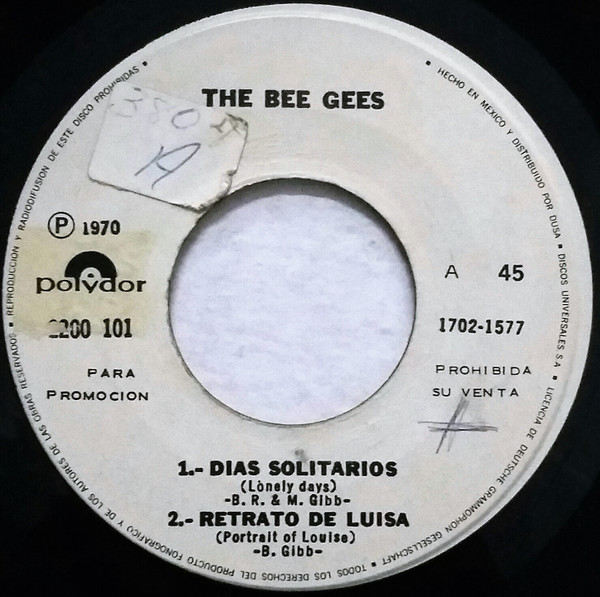 THE BEE GEES
380
A
Ⓟ 1970
polydor
2200 101
PARA
PROMOCION
A 45
1702-1577
PROHIBIDA
SU VENTA
1.- DIAS SOLITARIOS
(Lònely days)
-B. R. & M. Gibb-
2.- RETRATO DE LUISA
(Portrait of Louise)
-B. Gibb-
• HECHO EN MEXICO Y DISTRIBUIDO POR DUSA • DISCOS UNIVERSALES S.A. • LICENCIA DE DEUTSCHE GRAMMOPHON GESELLSCHAFT • TODOS LOS DERECHOS DEL PRODUCTO FONOGRAFICO Y DE LOS AUTORES DE LAS OBRAS RESERVADOS • REPRODUCCION Y RADIODIFUSION DE ESTE DISCO PROHIBIDAS •